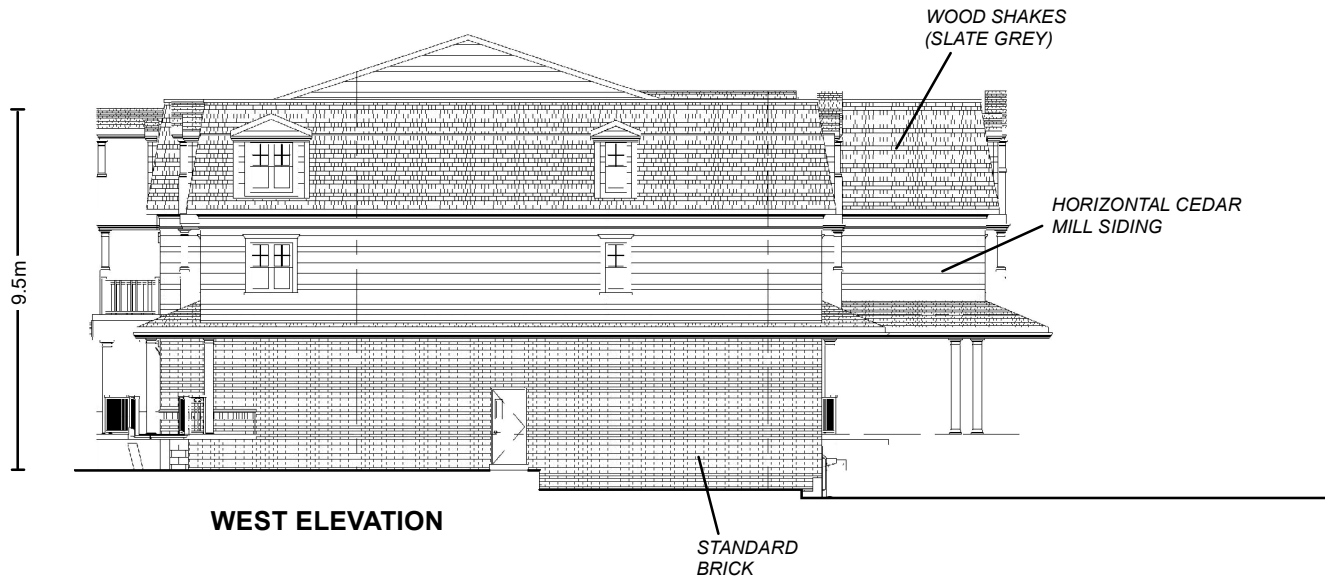 WOOD SHAKES
(SLATE GREY)
HORIZONTAL CEDAR
MILL SIDING
9.5m
WEST ELEVATION
STANDARD
BRICK